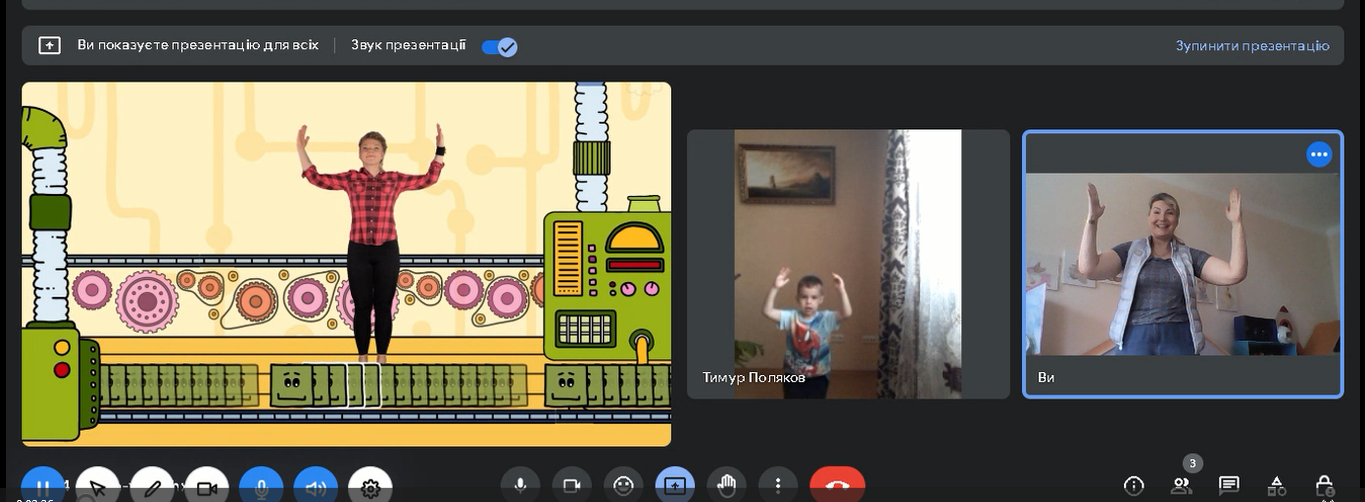 Ви показуєте презентацію для всіх
Звук презентації
Зупинити презентацію
Тимур Поляков
Ви
3